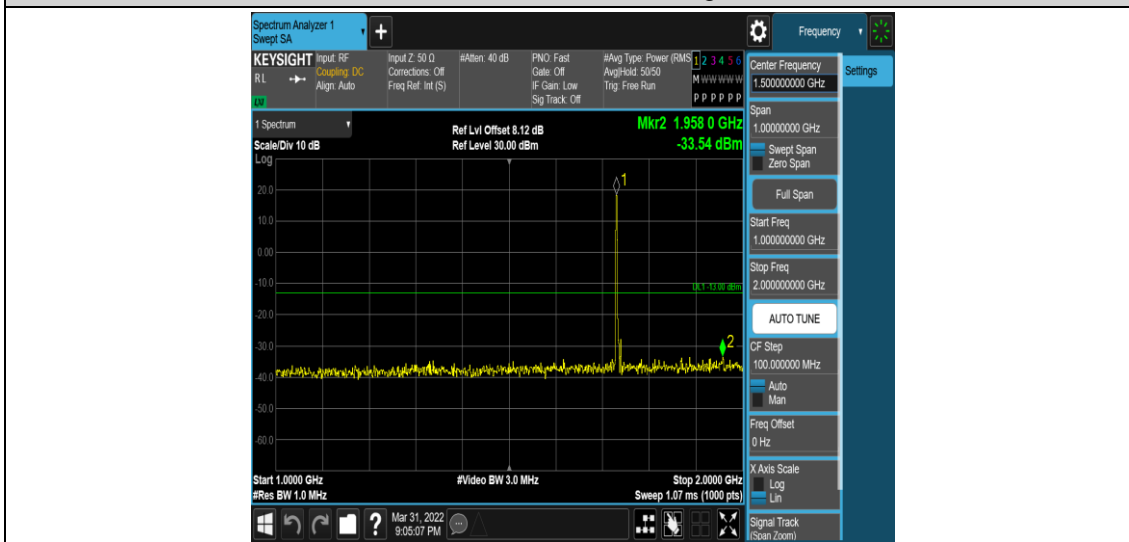 Spectrum Analyzer 1
Swept SA
+
Frequency
KEYSIGHT
RL
LXI
Input: RF
Coupling: DC
Align: Auto
Input Z: 50 Ω
Corrections: Off
Freq Ref: Int (S)
#Atten: 40 dB
PNO: Fast
Gate: Off
IF Gain: Low
Sig Track: Off
#Avg Type: Power (RMS
Avg|Hold: 50/50
Trig: Free Run
1 2 3 4 5 6
M W W W W W
P P P P P P
Center Frequency
1.500000000 GHz
Settings
1 Spectrum
Scale/Div 10 dB
Ref Lvl Offset 8.12 dB
Ref Level 30.00 dBm
Mkr2 1.958 0 GHz
-33.54 dBm
Log
20.0
10.0
0.00
-10.0
-20.0
-30.0
-40.0
-50.0
-60.0
1
DL1 -13.00 dBm
2
Start 1.0000 GHz
#Res BW 1.0 MHz
#Video BW 3.0 MHz
Stop 2.0000 GHz
Sweep 1.07 ms (1000 pts)
Span
1.00000000 GHz
Swept Span
Zero Span
Full Span
Start Freq
1.000000000 GHz
Stop Freq
2.000000000 GHz
AUTO TUNE
CF Step
100.000000 MHz
Auto
Man
Freq Offset
0 Hz
X Axis Scale
Log
Lin
Signal Track
(Span Zoom)
?
Mar 31, 2022
9:05:07 PM